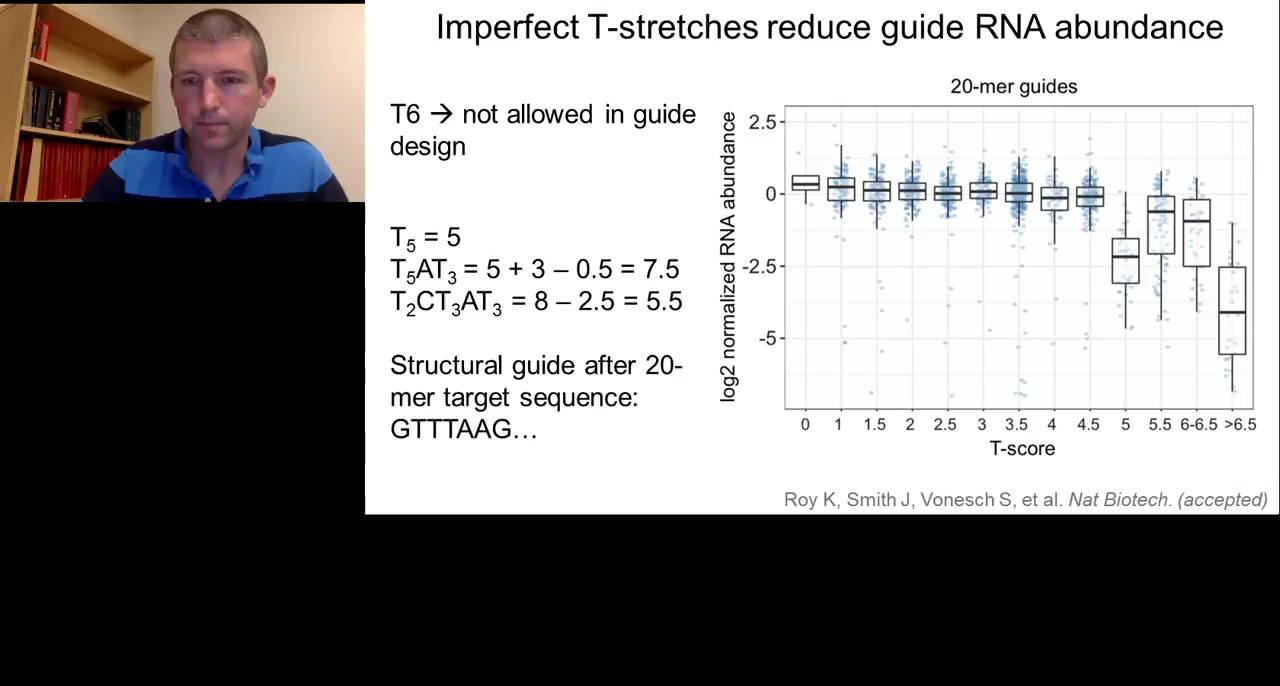 Imperfect T-stretches reduce guide RNA abundance
T6 → not allowed in guide
design
T₅ = 5
T₅AT₃ = 5 + 3 – 0.5 = 7.5
T₂CT₃AT₃ = 8 – 2.5 = 5.5
Structural guide after 20-
mer target sequence:
GTTTAAG…
20-mer guides
log2 normalized RNA abundance
2.5
0
-2.5
-5
0 1 1.5 2 2.5 3 3.5 4 4.5 5 5.5 6-6.5 >6.5
T-score
Roy K, Smith J, Vonesch S, et al. Nat Biotech. (accepted)